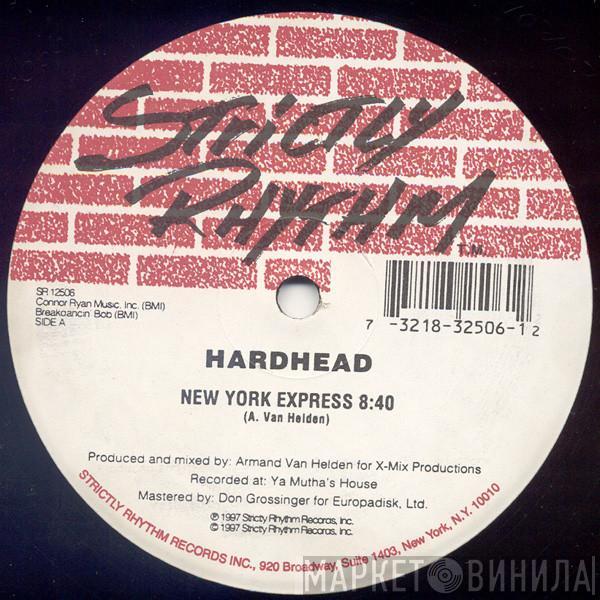 Strictly
Rhythm
TM
SR 12506
Connor Ryan Music, Inc. (BMI)
Breakdancin' Bob (BMI)
SIDE A
7 -3218-32506-1 2
HARDHEAD
NEW YORK EXPRESS 8:40
(A. Van Helden)
Produced and mixed by: Armand Van Helden for X-Mix Productions
Recorded at: Ya Mutha's House
Mastered by: Don Grossinger for Europadisk, Ltd.
℗ 1997 Strictly Rhythm Records, Inc.
© 1997 Strictly Rhythm Records, Inc.
STRICTLY RHYTHM RECORDS INC., 920 Broadway, Suite 1403, New York, N.Y. 10010
МАРКЕТ ВИНИЛА